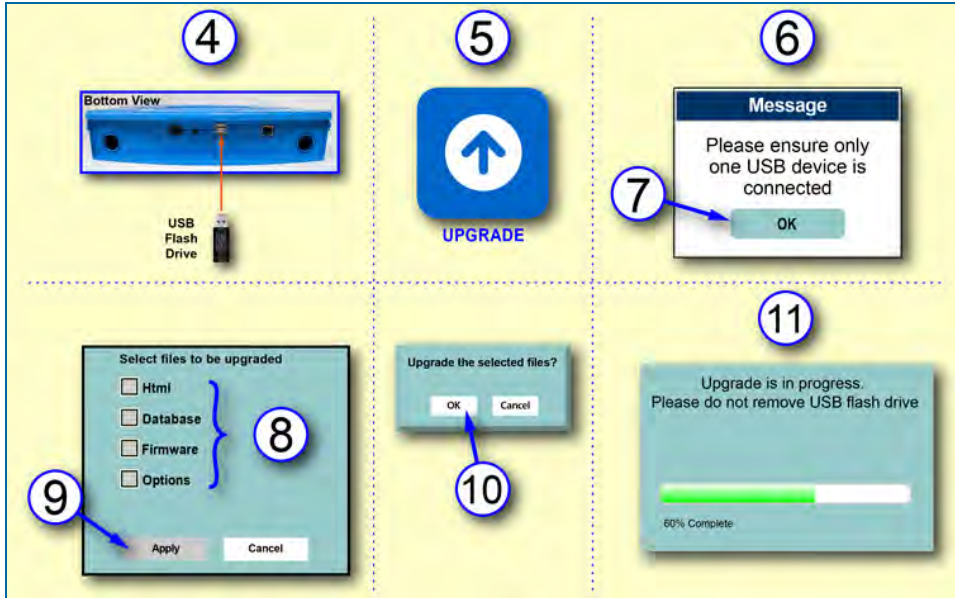 4
Bottom View
USB
Flash
Drive
5
UPGRADE
6
Message
Please ensure only
one USB device is
connected
7
OK
Select files to be upgraded
Html
Database
Firmware
Options
8
9
Apply
Cancel
Upgrade the selected files?
OK
Cancel
10
11
Upgrade is in progress.
Please do not remove USB flash drive
60% Complete